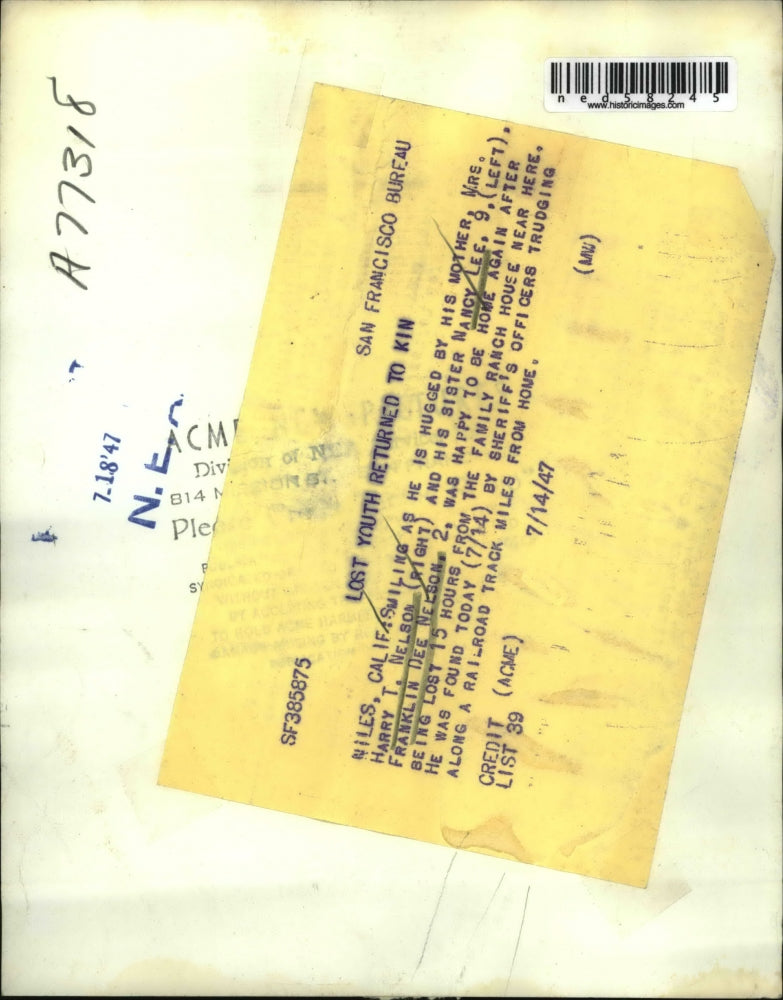 A77318
ned58245
www.historicimages.com
7-18'47
N.E.A.
ACME NEW
Division of NEA
814 M
Please
SF385875
SAN FRANCISCO BUREAU
LOST YOUTH RETURNED TO KIN
NILES, CALIF.-SMILING AS HE IS HUGGED BY HIS MOTHER, MRS.
HARRY T. NELSON (RIGHT) AND HIS SISTER NANCY LEE, 9, (LEFT),
FRANKLIN DEE NELSON, 2, WAS HAPPY TO BE HOME AGAIN AFTER
BEING LOST 15 HOURS FROM THE FAMILY RANCH HOUSE NEAR HERE.
HE WAS FOUND TODAY (7/14) BY SHERIFF'S OFFICERS TRUDGING
ALONG A RAILROAD TRACK MILES FROM HOME.
CREDIT (ACME) 7/14/47 (MW)
LIST 39